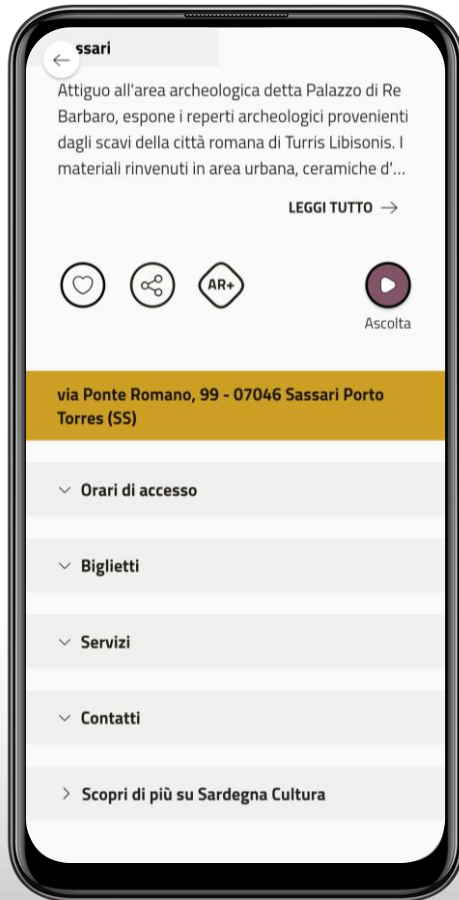 ssari
Attiguo all'area archeologica detta Palazzo di Re
Barbaro, espone i reperti archeologici provenienti
dagli scavi della città romana di Turris Libisonis. I
materiali rinvenuti in area urbana, ceramiche d'...
LEGGI TUTTO
AR+
Ascolta
via Ponte Romano, 99 - 07046 Sassari Porto
Torres (SS)
Orari di accesso
Biglietti
Servizi
Contatti
Scopri di più su Sardegna Cultura